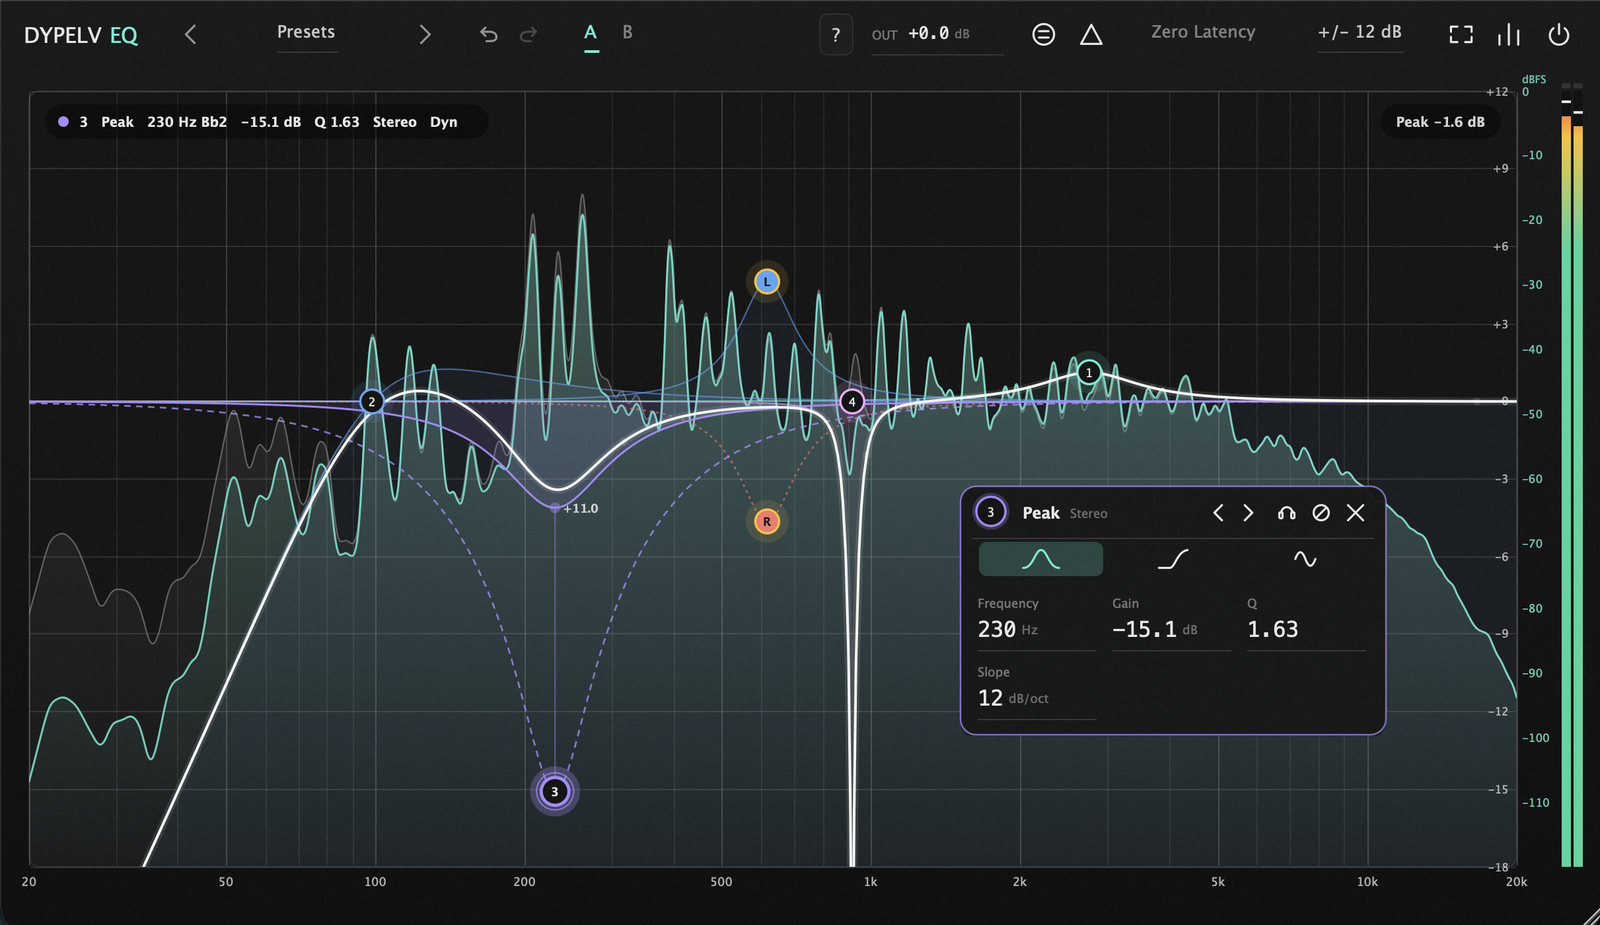 DYPELV EQ Presets A B ? OUT +0.0 dB Zero Latency +/- 12 dB
dBFS
3 Peak 230 Hz Bb2 -15.1 dB Q 1.63 Stereo Dyn
Peak -1.6 dB
+12 0
-10
+9
-20
+6
-30
L
+3
-40
1
2
4
0
-50
-3
-60
+11.0
R
3 Peak Stereo
-70
-6
Frequency Gain Q
-80
230 Hz -15.1 dB 1.63
-9
Slope
-90
12 dB/oct
-12
-100
3
-15
-110
-18
20 50 100 200 500 1k 2k 5k 10k 20k